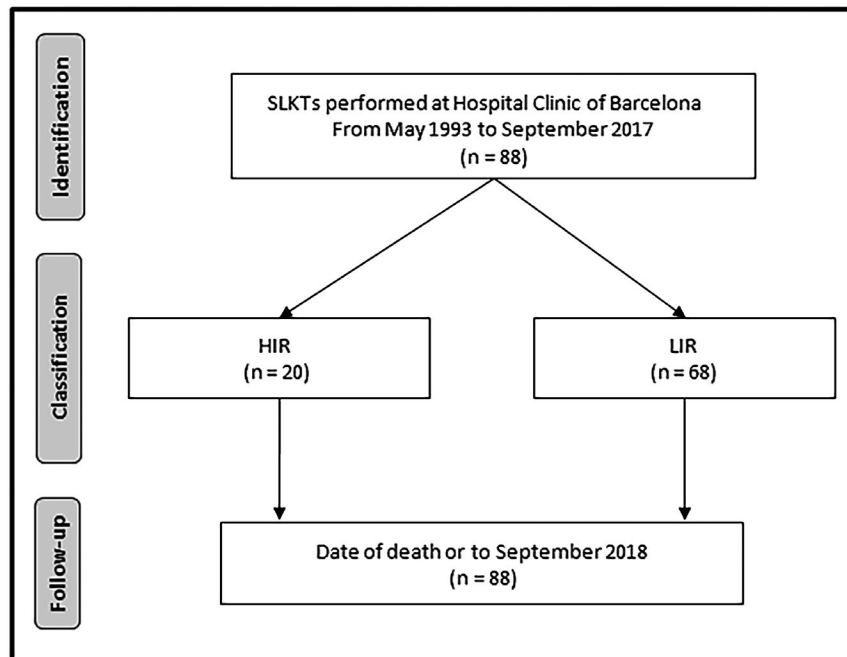 Identification
SLKTs performed at Hospital Clinic of Barcelona
From May 1993 to September 2017
(n = 88)
Classification
HIR
(n = 20)
LIR
(n = 68)
Follow-up
Date of death or to September 2018
(n = 88)